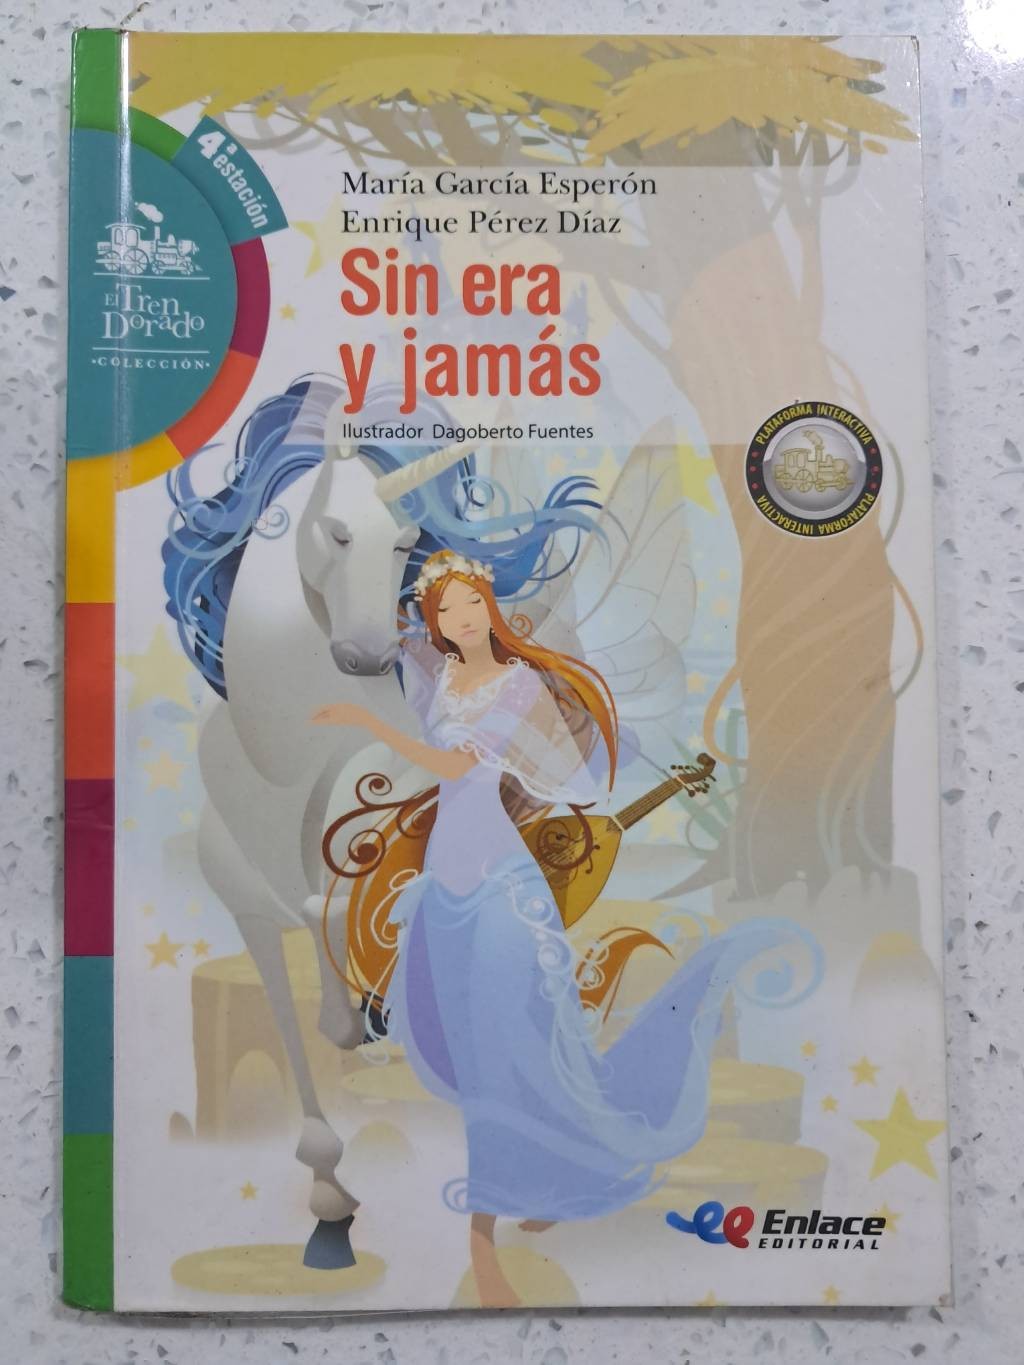 4ª estación
El Tren
Dorado
•COLECCIÓN•
María García Esperón
Enrique Pérez Díaz
Sin era
y jamás
Ilustrador Dagoberto Fuentes
PLATAFORMA INTERACTIVA
PLATAFORMA INTERACTIVA
Enlace
EDITORIAL